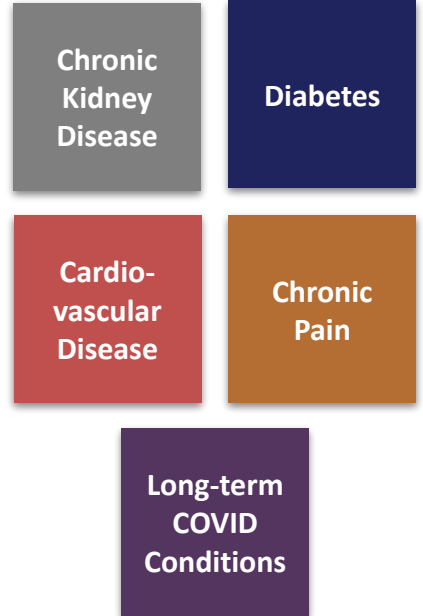 Chronic
Kidney
Disease
Diabetes
Cardio-
vascular
Disease
Chronic
Pain
Long-term
COVID
Conditions